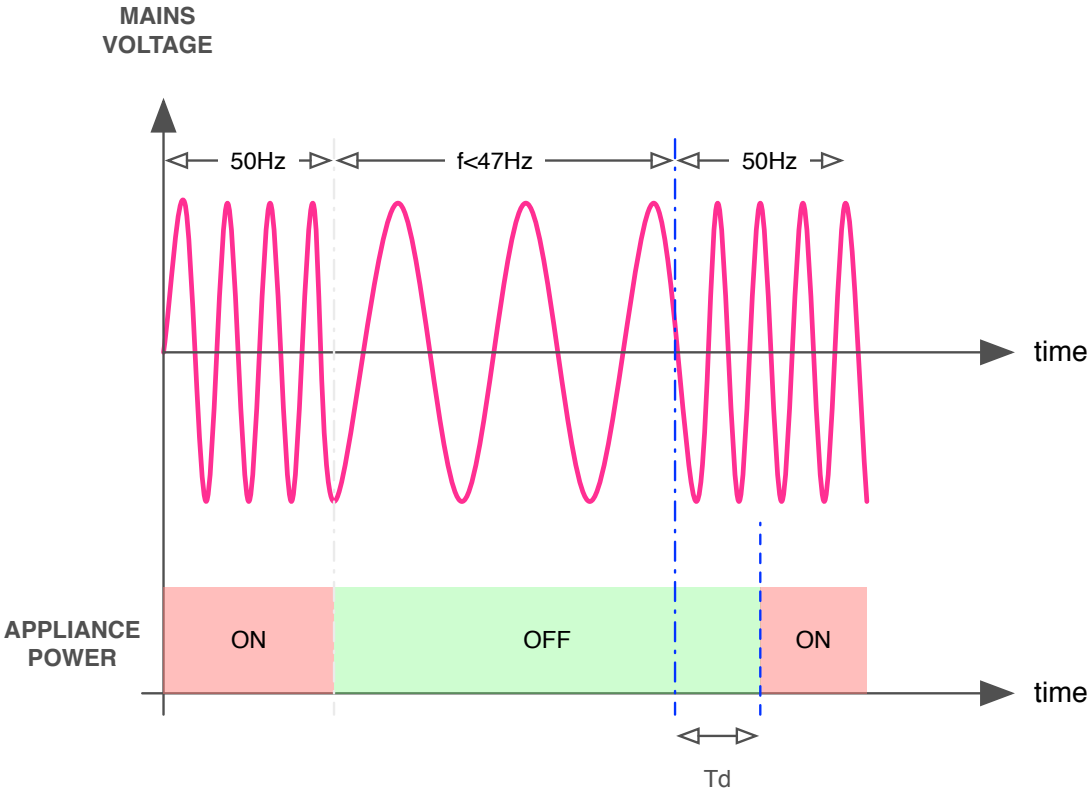 MAINS
VOLTAGE
50Hz
f<47Hz
50Hz
time
APPLIANCE
POWER
ON
OFF
ON
time
Td